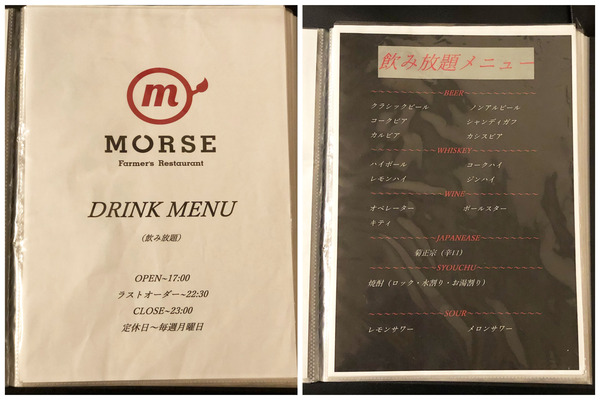 m
MORSE
Farmer's Restaurant
DRINK MENU
(飲み放題)
OPEN~17:00
ラストオーダー~22:30
CLOSE~23:00
定休日～毎週月曜日
飲み放題メニュー
~BEER~
クラシックビール ノンアルビール
コークビア シャンディガフ
カルピア カシスビア
~WHISKEY~
ハイボール コークハイ
レモンハイ ジンハイ
~WINE~
オペレーター ボールスター
キティ
~JAPANEASE~
菊正宗（辛口）
~SYOUCHU~
焼酎（ロック・水割り・お湯割り）
~SOUR~
レモンサワー メロンサワー